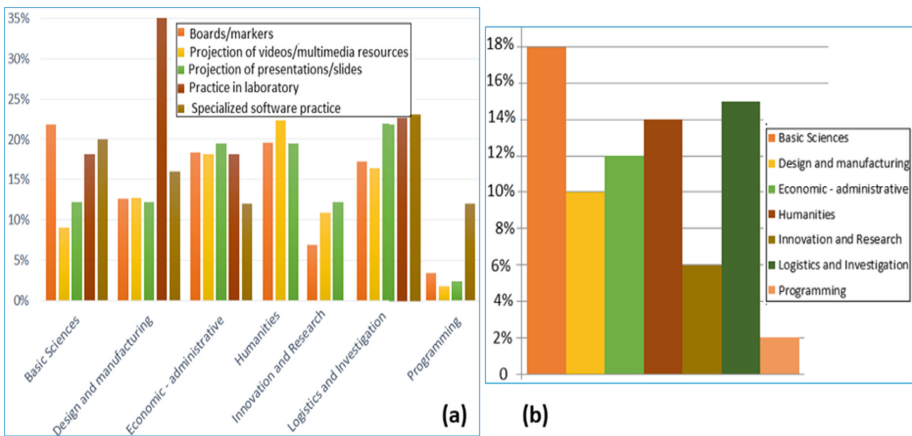 35%
30%
25%
20%
15%
10%
5%
0%
Boards/markers
Projection of videos/multimedia resources
Projection of presentations/slides
Practice in laboratory
Specialized software practice
Basic Sciences
Design and manufacturing
Economic - administrative
Humanities
Innovation and Research
Logistics and Investigation
Programming
(a)
18%
16%
14%
12%
10%
8%
6%
4%
2%
0
Basic Sciences
Design and manufacturing
Economic - administrative
Humanities
Innovation and Research
Logistics and Investigation
Programming
(b)